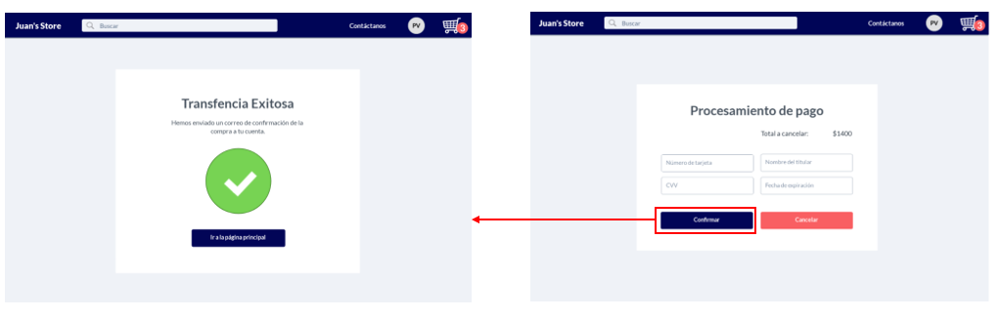 Juan's Store
Buscar
Contáctanos
PV
3
Transfencia Exitosa
Hemos enviado un correo de confirmación de la
compra a tu cuenta.
Ir a la página principal
Juan's Store
Buscar
Contáctanos
PV
3
Procesamiento de pago
Total a cancelar: $1400
Número de tarjeta
Nombre del titular
CVV
Fecha de expiración
Confirmar
Cancelar